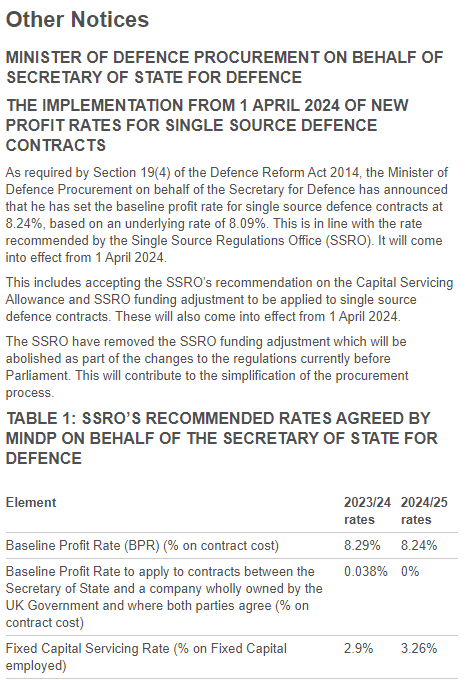 Other Notices
MINISTER OF DEFENCE PROCUREMENT ON BEHALF OF
SECRETARY OF STATE FOR DEFENCE
THE IMPLEMENTATION FROM 1 APRIL 2024 OF NEW
PROFIT RATES FOR SINGLE SOURCE DEFENCE
CONTRACTS
As required by Section 19(4) of the Defence Reform Act 2014, the Minister of
Defence Procurement on behalf of the Secretary for Defence has announced
that he has set the baseline profit rate for single source defence contracts at
8.24%, based on an underlying rate of 8.09%. This is in line with the rate
recommended by the Single Source Regulations Office (SSRO). It will come
into effect from 1 April 2024.
This includes accepting the SSRO's recommendation on the Capital Servicing
Allowance and SSRO funding adjustment to be applied to single source
defence contracts. These will also come into effect from 1 April 2024.
The SSRO have removed the SSRO funding adjustment which will be
abolished as part of the changes to the regulations currently before
Parliament. This will contribute to the simplification of the procurement
process.
TABLE 1: SSRO'S RECOMMENDED RATES AGREED BY
MINDP ON BEHALF OF THE SECRETARY OF STATE FOR
DEFENCE
Element 2023/24 2024/25
rates rates
Baseline Profit Rate (BPR) (% on contract cost) 8.29% 8.24%
Baseline Profit Rate to apply to contracts between the 0.038% 0%
Secretary of State and a company wholly owned by the
UK Government and where both parties agree (% on
contract cost)
Fixed Capital Servicing Rate (% on Fixed Capital 2.9% 3.26%
employed)